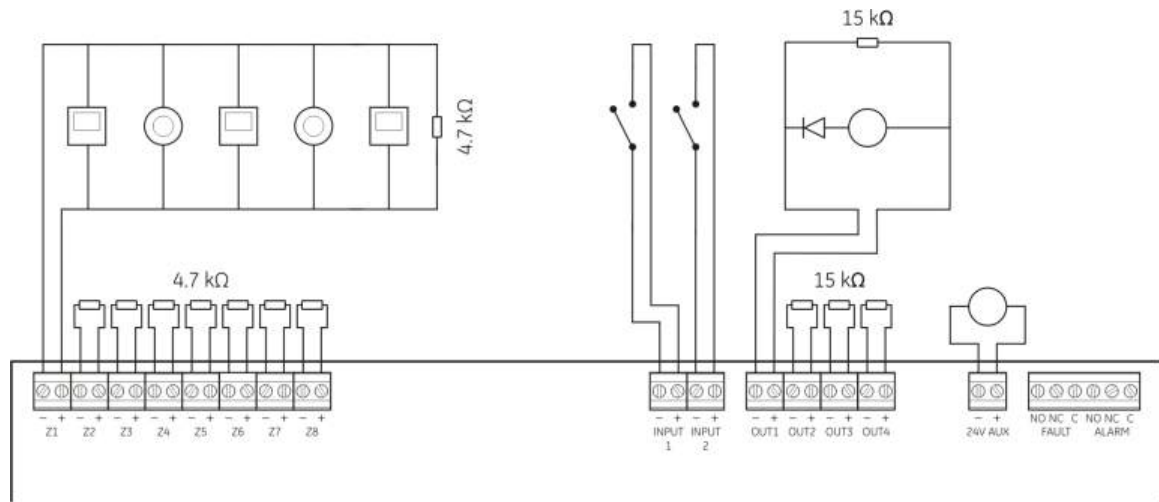 15 kΩ
4.7 kΩ
4.7 kΩ
15 kΩ
− + − + − + − + − + − + − + − +
Z1 Z2 Z3 Z4 Z5 Z6 Z7 Z8
− + − +
INPUT 1 INPUT 2
− + − + − + − +
OUT1 OUT2 OUT3 OUT4
− +
24V AUX
NO NC C NO NC C
FAULT ALARM